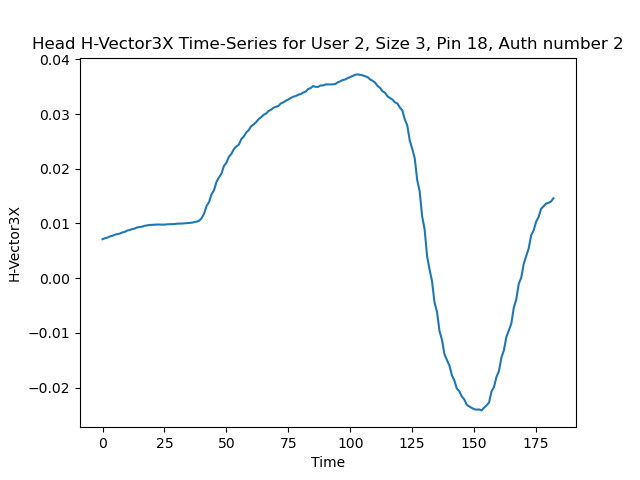 Head H-Vector3X Time-Series for User 2, Size 3, Pin 18, Auth number 2
0.04
0.03
0.02
0.01
0.00
−0.01
−0.02
H-Vector3X
0 25 50 75 100 125 150 175
Time